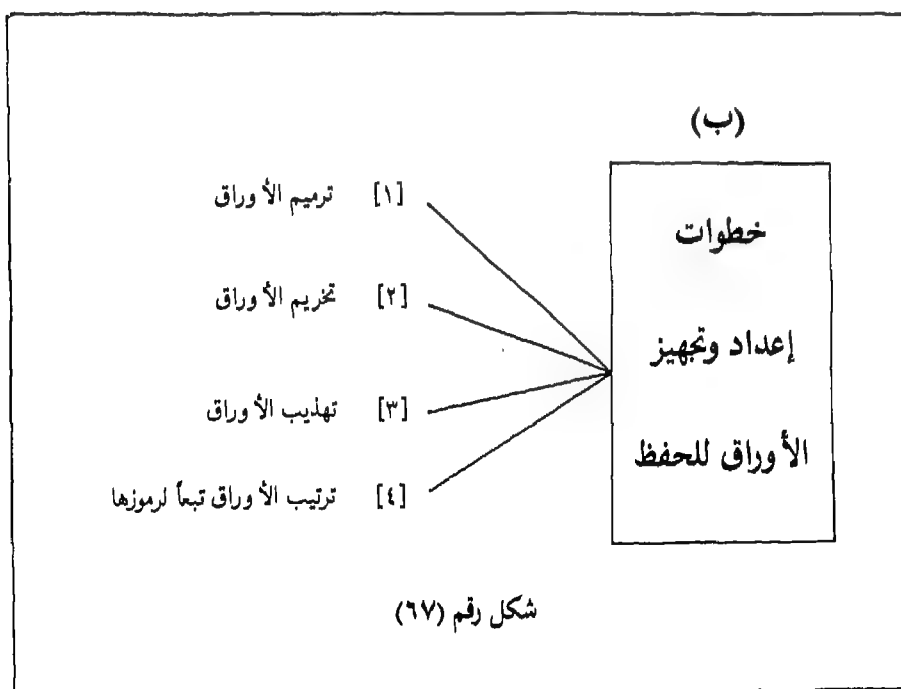 (ب)
خطوات
إعداد وتجهيز
الأوراق للحفظ
[١] ترميم الأوراق
[٢] تخريم الأوراق
[٣] تهذيب الأوراق
[٤] ترتيب الأوراق تبعاً لرموزها
شكل رقم (٦٧)